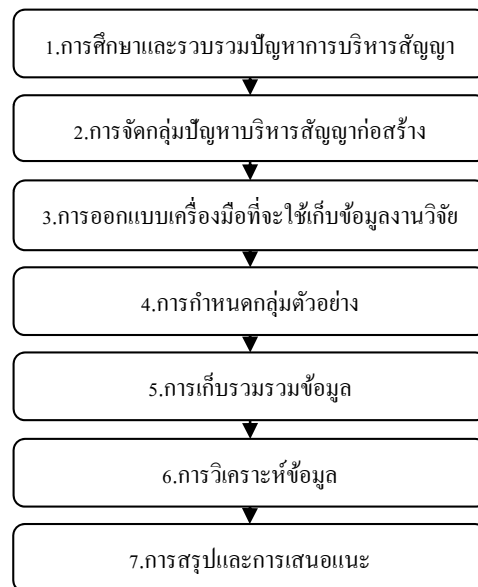 1.การศึกษาและรวบรวมปัญหาการบริหารสัญญา
2.การจัดกลุ่มปัญหาบริหารสัญญาก่อสร้าง
3.การออกแบบเครื่องมือที่จะใช้เก็บข้อมูลงานวิจัย
4.การกำหนดกลุ่มตัวอย่าง
5.การเก็บรวมรวมข้อมูล
6.การวิเคราะห์ข้อมูล
7.การสรุปและการเสนอแนะ